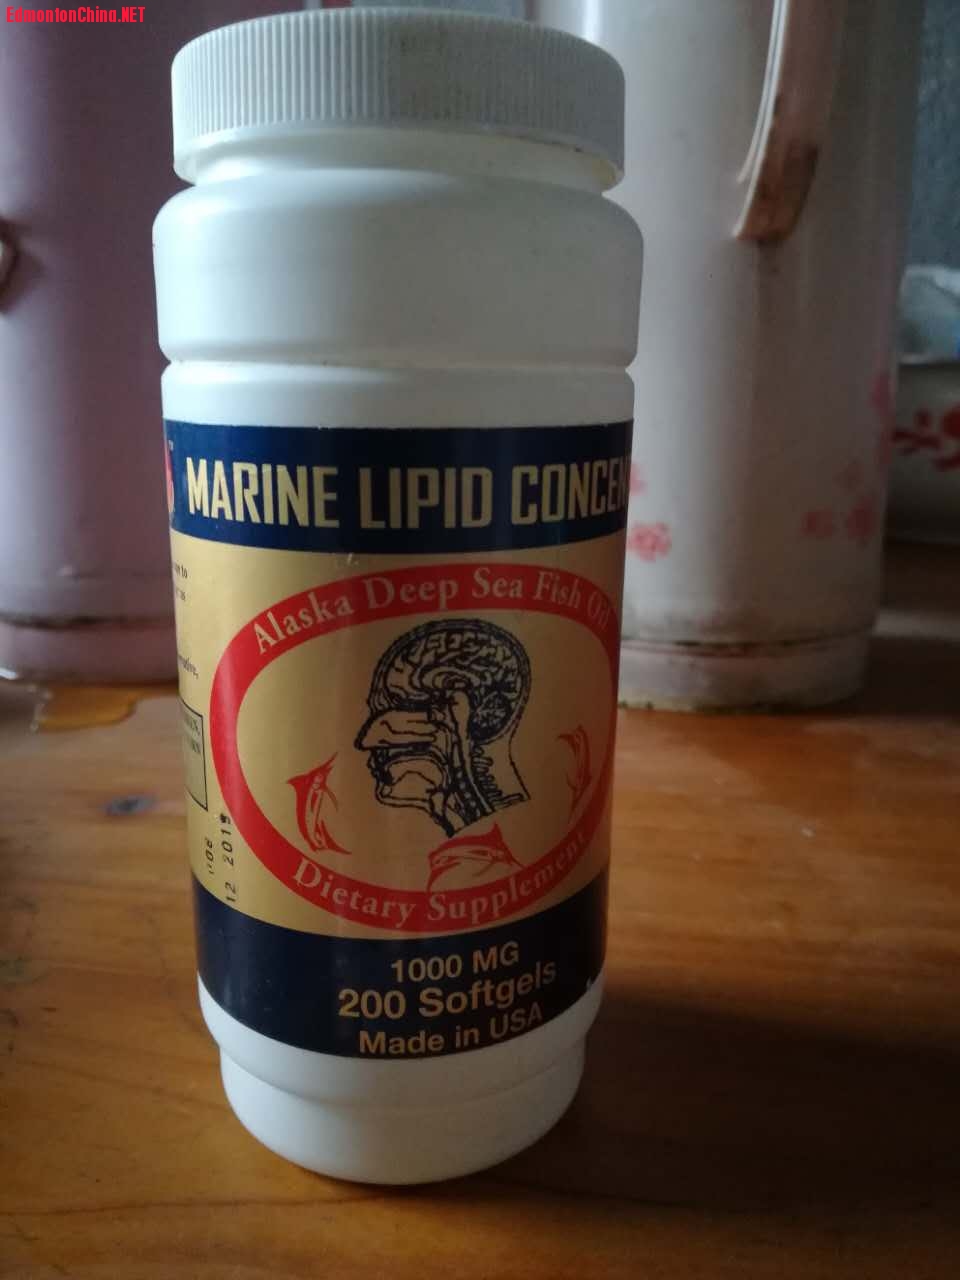 EdmontonChina.NET
MARINE LIPID CONCEN
Alaska Deep Sea Fish Oil
Dietary Supplement
12 2019
1000 MG
200 Softgels
Made in USA